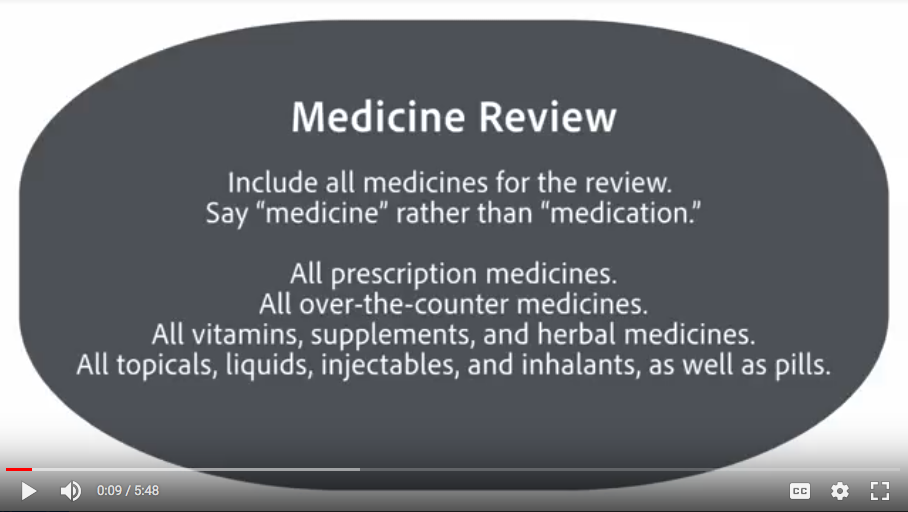 Medicine Review
Include all medicines for the review.
Say “medicine” rather than “medication.”
All prescription medicines.
All over-the-counter medicines.
All vitamins, supplements, and herbal medicines.
All topicals, liquids, injectables, and inhalants, as well as pills.
0:09 / 5:48
CC